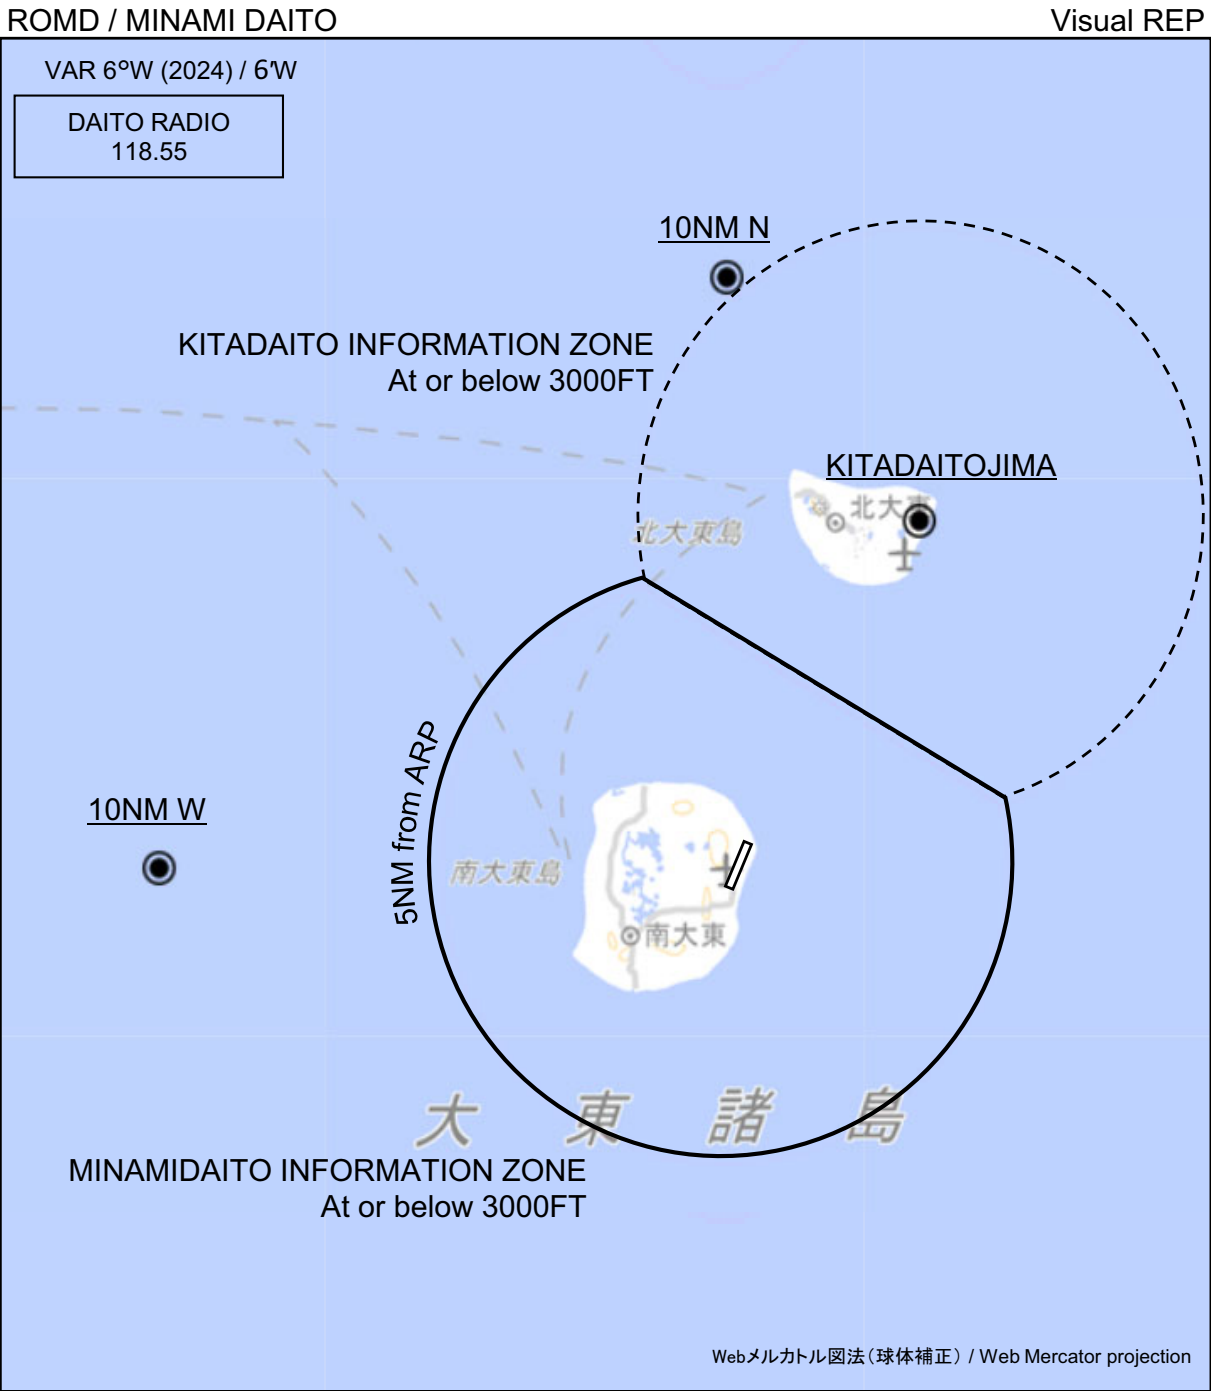 ROMD / MINAMI DAITO
Visual REP
VAR 6°W (2024) / 6'W
DAITO RADIO
118.55
10NM N
KITADAITO INFORMATION ZONE
At or below 3000FT
KITADAITOJIMA
北大東
北大東島
5NM from ARP
10NM W
南大東島
南大東
大東諸島
MINAMIDAITO INFORMATION ZONE
At or below 3000FT
Webメルカトル図法（球体補正） / Web Mercator projection